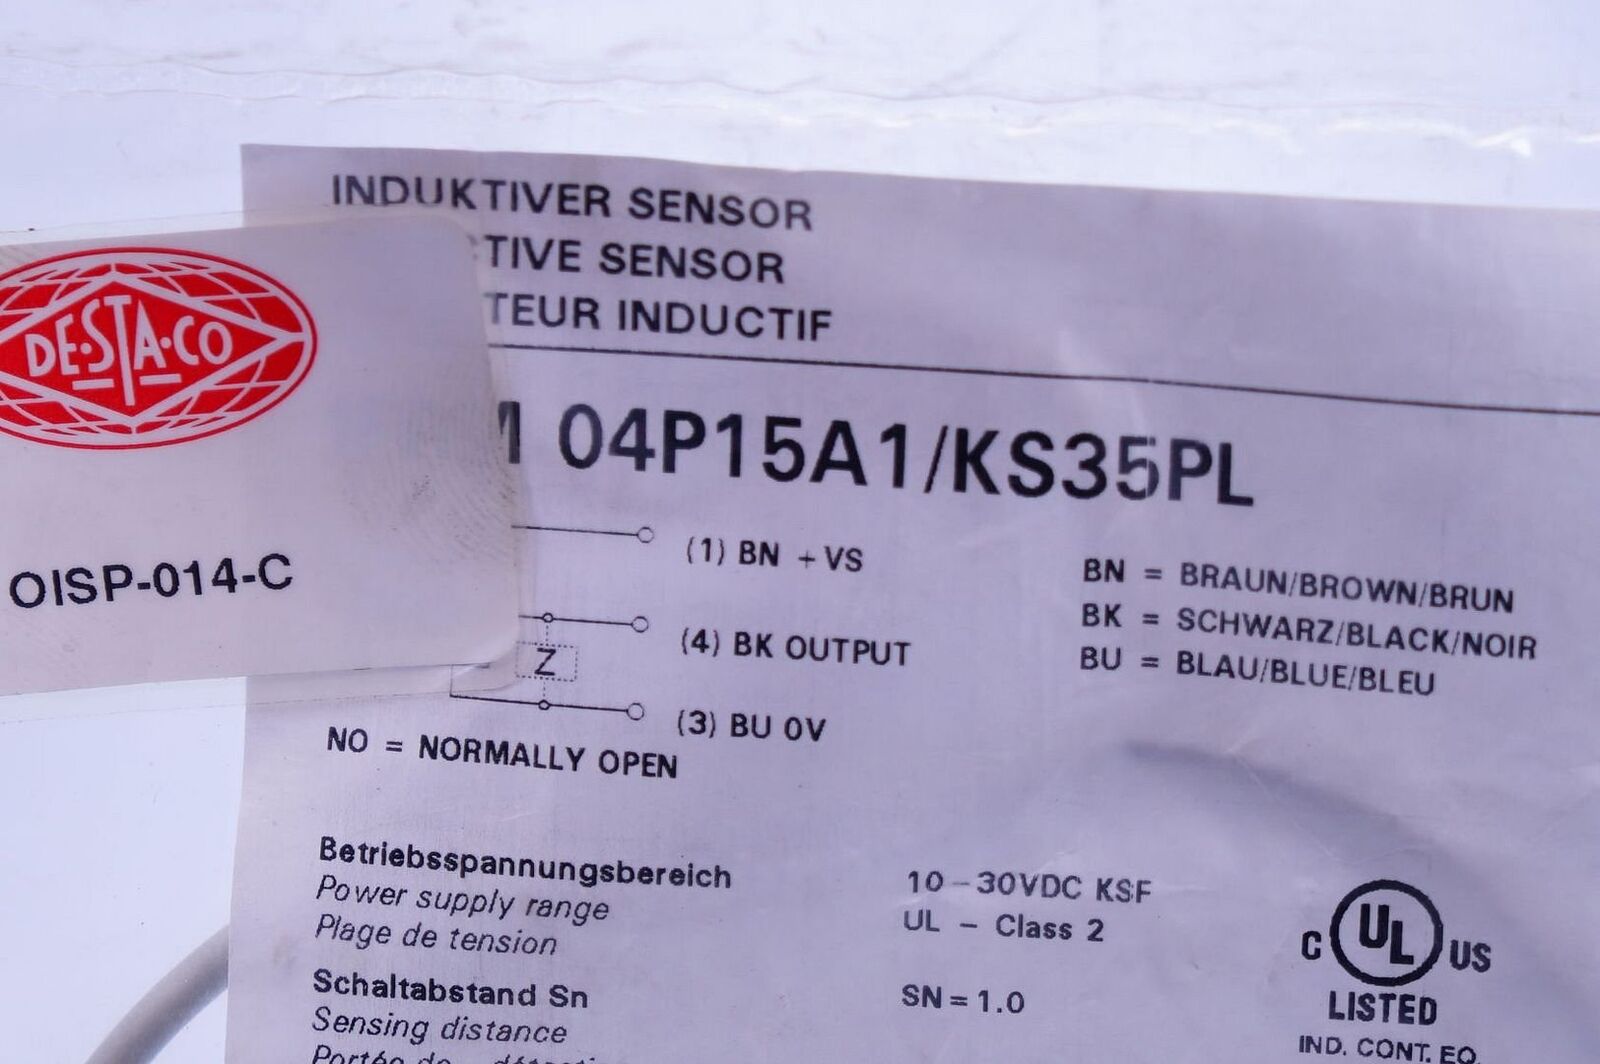 INDUKTIVER SENSOR
TIVE SENSOR
TEUR INDUCTIF
DE-STA-CO
04P15A1/KS35PL
OISP-014-C
(1) BN +VS
(4) BK OUTPUT
Z
(3) BU 0V
BN = BRAUN/BROWN/BRUN
BK = SCHWARZ/BLACK/NOIR
BU = BLAU/BLUE/BLEU
NO = NORMALLY OPEN
Betriebsspannungsbereich
Power supply range
Plage de tension
10-30VDC KSF
UL - Class 2
Schaltabstand Sn
Sensing distance
Portée de
SN=1.0
C UL US
LISTED
IND. CONT. EQ.